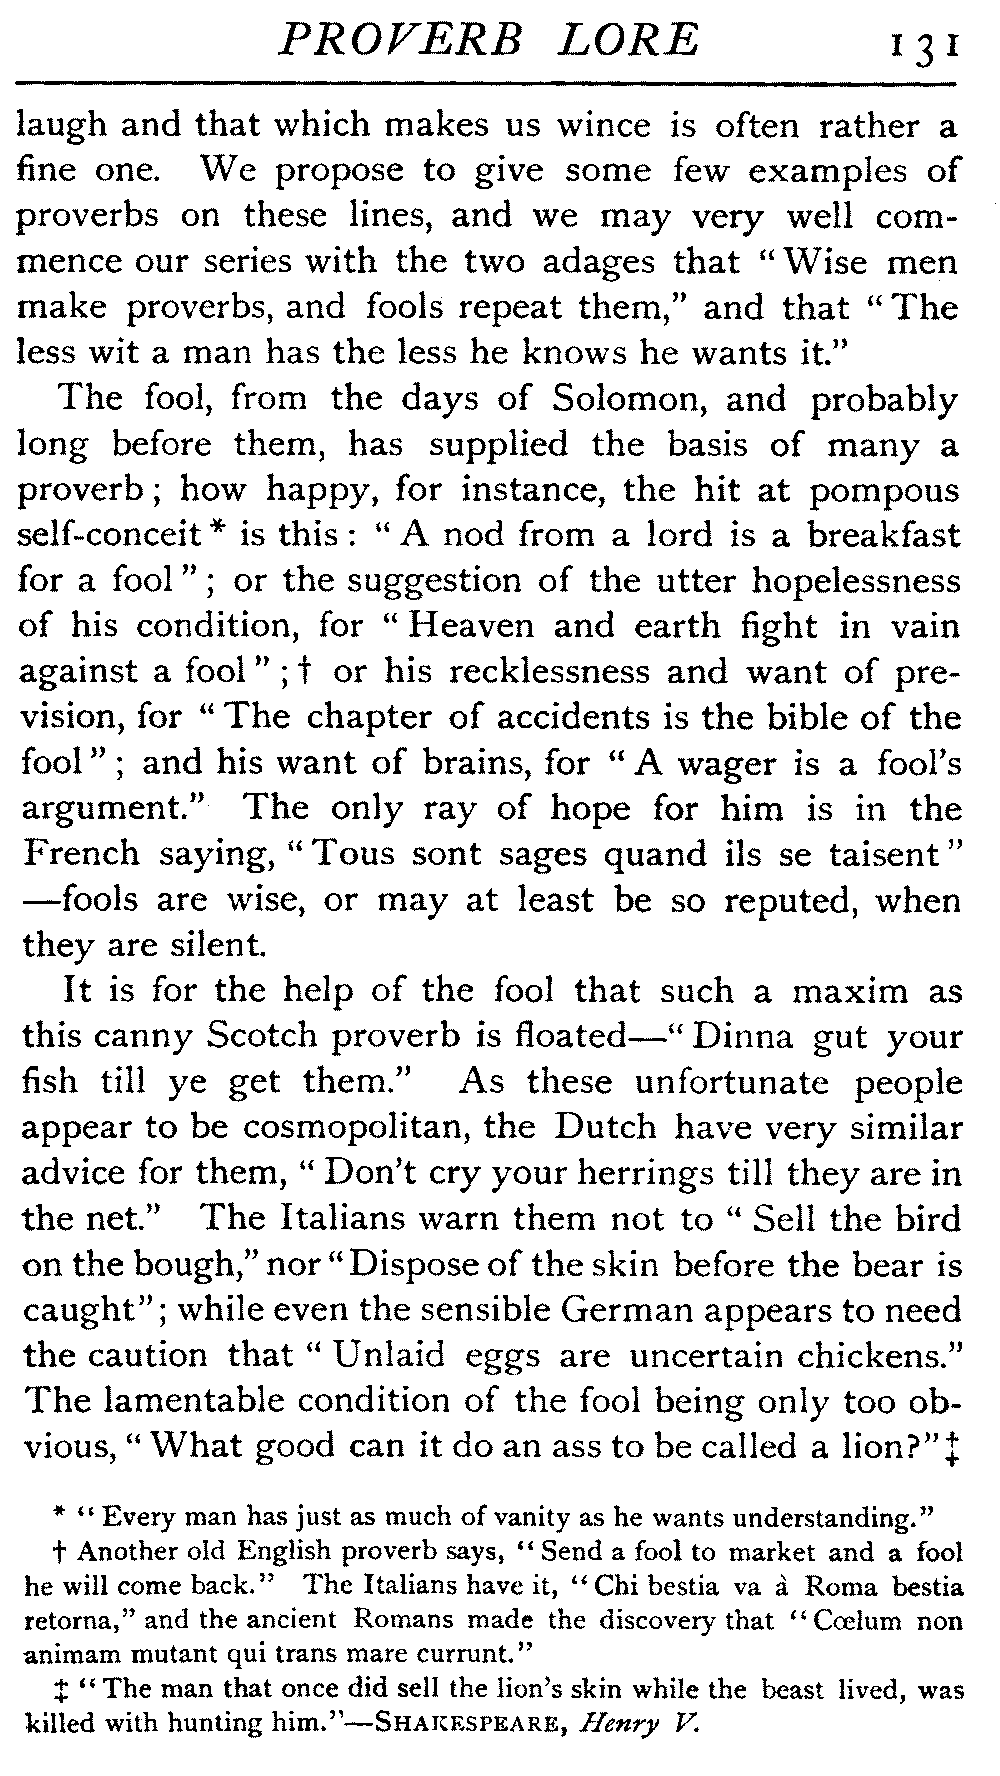 PROVERB LORE 131
laugh and that which makes us wince is often rather a
fine one. We propose to give some few examples of
proverbs on these lines, and we may very well com-
mence our series with the two adages that “Wise men
make proverbs, and fools repeat them,” and that “The
less wit a man has the less he knows he wants it.”
The fool, from the days of Solomon, and probably
long before them, has supplied the basis of many a
proverb; how happy, for instance, the hit at pompous
self-conceit * is this: “A nod from a lord is a breakfast
for a fool”; or the suggestion of the utter hopelessness
of his condition, for “Heaven and earth fight in vain
against a fool”;† or his recklessness and want of pre-
vision, for “The chapter of accidents is the bible of the
fool”; and his want of brains, for “A wager is a fool’s
argument.” The only ray of hope for him is in the
French saying, “Tous sont sages quand ils se taisent”
—fools are wise, or may at least be so reputed, when
they are silent.
It is for the help of the fool that such a maxim as
this canny Scotch proverb is floated—“Dinna gut your
fish till ye get them.” As these unfortunate people
appear to be cosmopolitan, the Dutch have very similar
advice for them, “Don’t cry your herrings till they are in
the net.” The Italians warn them not to “Sell the bird
on the bough,” nor “Dispose of the skin before the bear is
caught”; while even the sensible German appears to need
the caution that “Unlaid eggs are uncertain chickens.”
The lamentable condition of the fool being only too ob-
vious, “What good can it do an ass to be called a lion?”‡
* “Every man has just as much of vanity as he wants understanding.”
† Another old English proverb says, “Send a fool to market and a fool
he will come back.” The Italians have it, “Chi bestia va à Roma bestia
retorna,” and the ancient Romans made the discovery that “Cœlum non
animam mutant qui trans mare currunt.”
‡ “The man that once did sell the lion’s skin while the beast lived, was
killed with hunting him.”—SHAKESPEARE, Henry V.